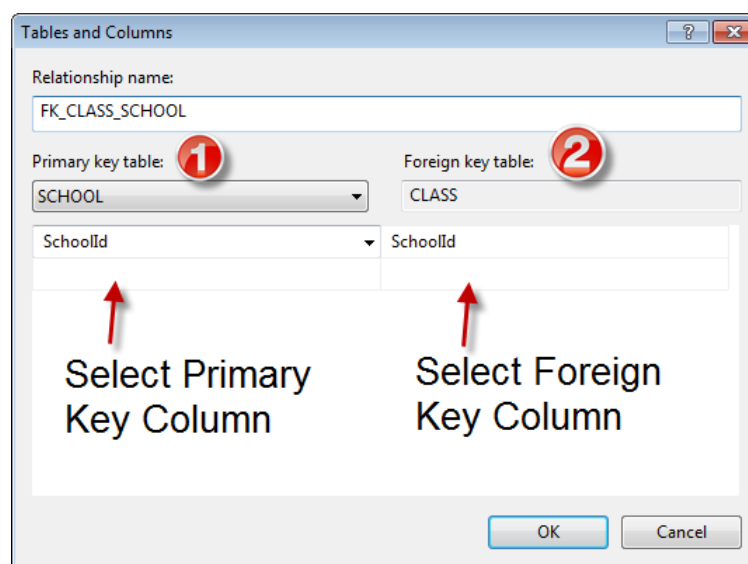 Tables and Columns
Relationship name:
FK_CLASS_SCHOOL
Primary key table: 1 Foreign key table: 2
SCHOOL CLASS
SchoolId SchoolId
Select Primary
Key Column
Select Foreign
Key Column
OK Cancel